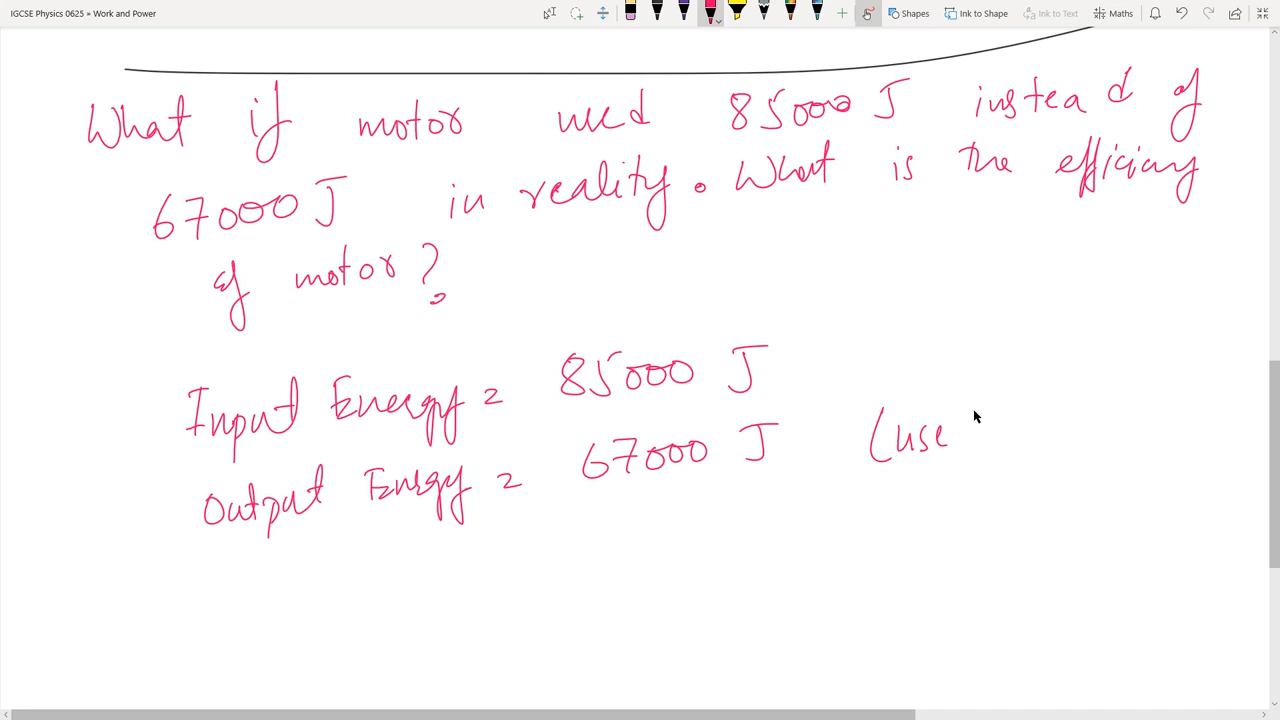 IGCSE Physics 0625 » Work and Power
Shapes Ink to Shape Ink to Text Maths
What if motor used 85000 J instead of
67000 J in reality. What is the efficiency
of motor?
Input Energy = 85000 J
Output Energy = 67000 J (use